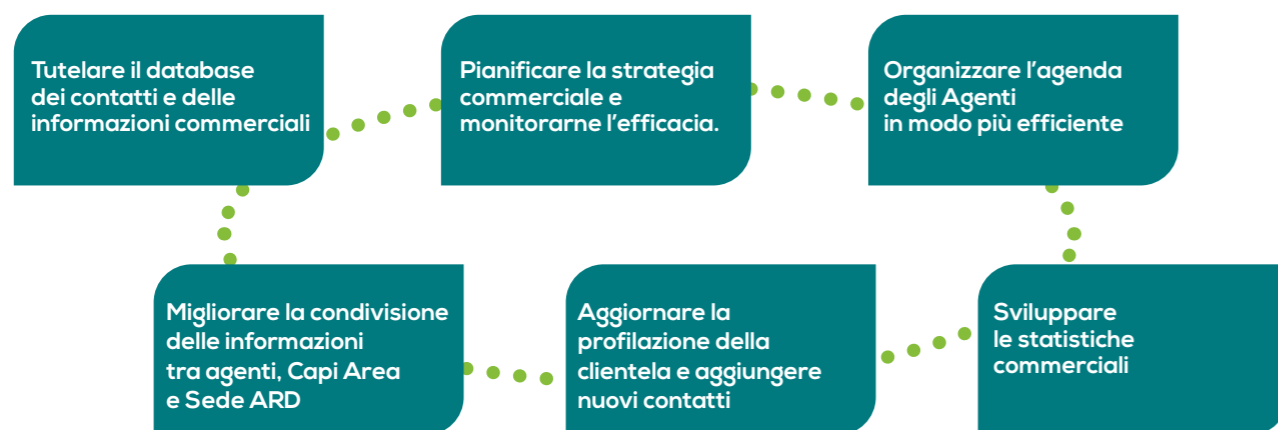 Tutelare il database
dei contatti e delle
informazioni commerciali
Pianificare la strategia
commerciale e
monitorarne l'efficacia.
Organizzare l'agenda
degli Agenti
in modo più efficiente
Migliorare la condivisione
delle informazioni
tra agenti, Capi Area
e Sede ARD
Aggiornare la
profilazione della
clientela e aggiungere
nuovi contatti
Sviluppare
le statistiche
commerciali